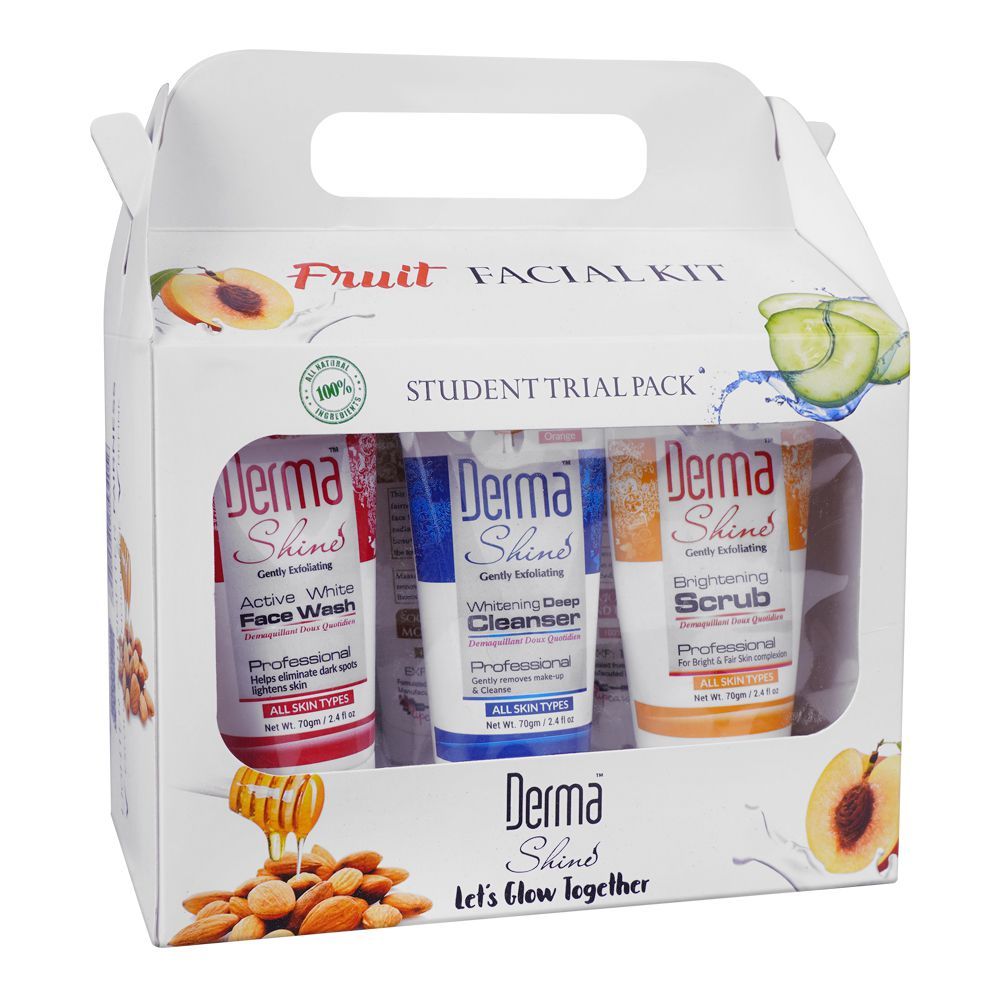 Fruit FACIAL KIT
ALL NATURAL
100%
INGREDIENTS
STUDENT TRIAL PACK
Derma™
Shine
Gently Exfoliating
Active White
Face Wash
Demaquillant Doux Quotidien
Professional
Helps eliminate dark spots
lightens skin
ALL SKIN TYPES
Net Wt. 70gm / 2.4 fl oz
Orange
Derma™
Shine
Gently Exfoliating
Whitening Deep
Cleanser
Demaquillant Doux Quotidien
Professional
Gently removes make-up
& Cleanse
ALL SKIN TYPES
Net Wt. 70gm / 2.4 fl oz
Derma™
Shine
Gently Exfoliating
Brightening
Scrub
Demaquillant Doux Quotidien
Professional
For Bright & Fair Skin complexion
ALL SKIN TYPES
Net Wt. 70gm / 2.4 fl oz
Derma™
Shine
Let's Glow Together